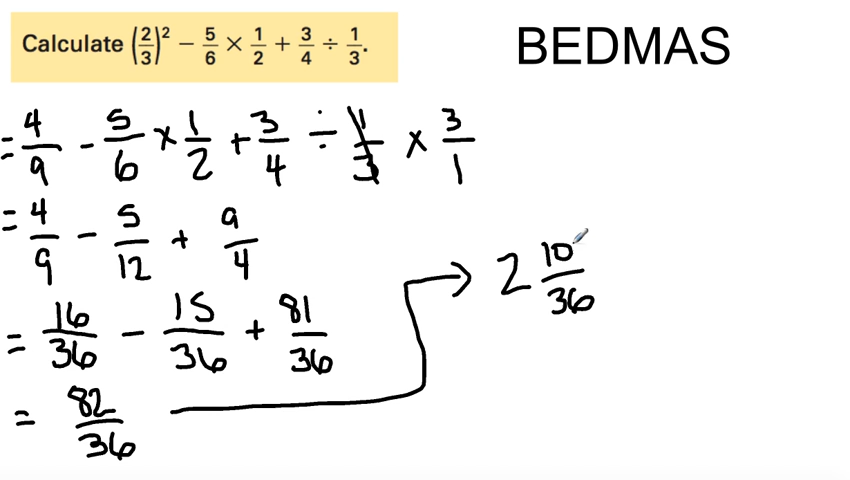 Calculate (2/3)² − 5/6 × 1/2 + 3/4 ÷ 1/3.
BEDMAS
= 4/9 - 5/6 × 1/2 + 3/4 ÷ 1/3 × 3/1
= 4/9 - 5/12 + 9/4
= 16/36 - 15/36 + 81/36
= 82/36
2 10/36